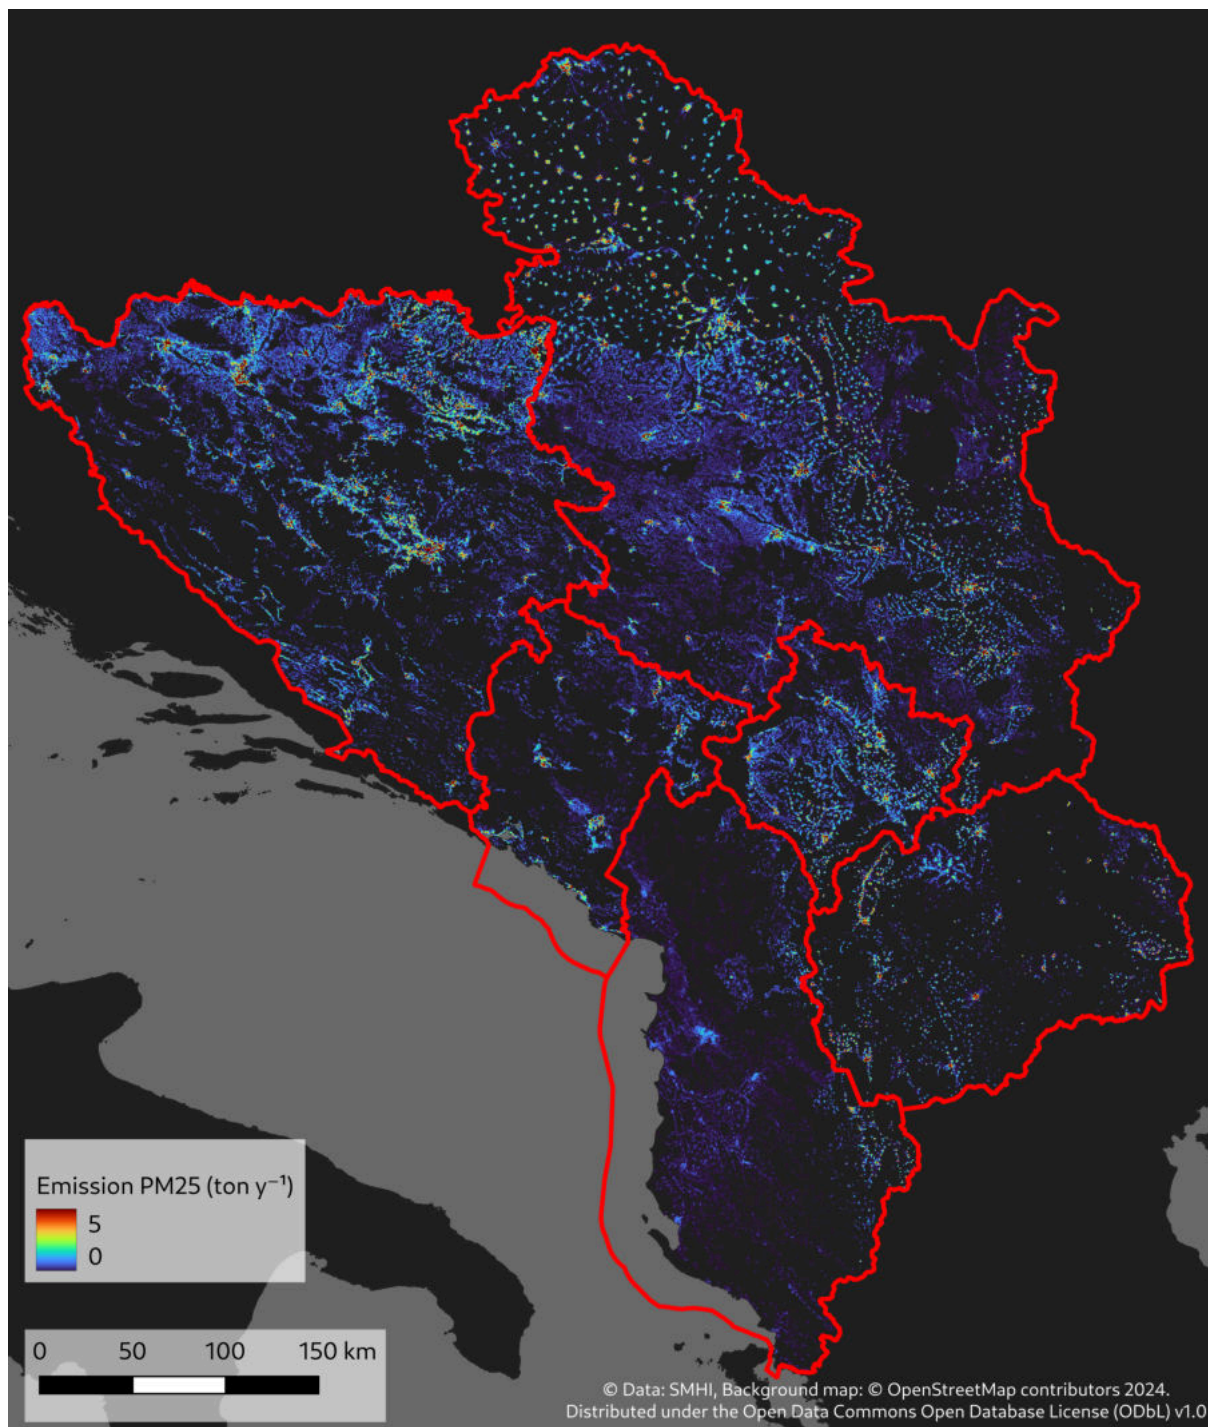 Emission PM25 (ton y⁻¹)
5
0
0 50 100 150 km
© Data: SMHI, Background map: © OpenStreetMap contributors 2024.
Distributed under the Open Data Commons Open Database License (ODbL) v1.0